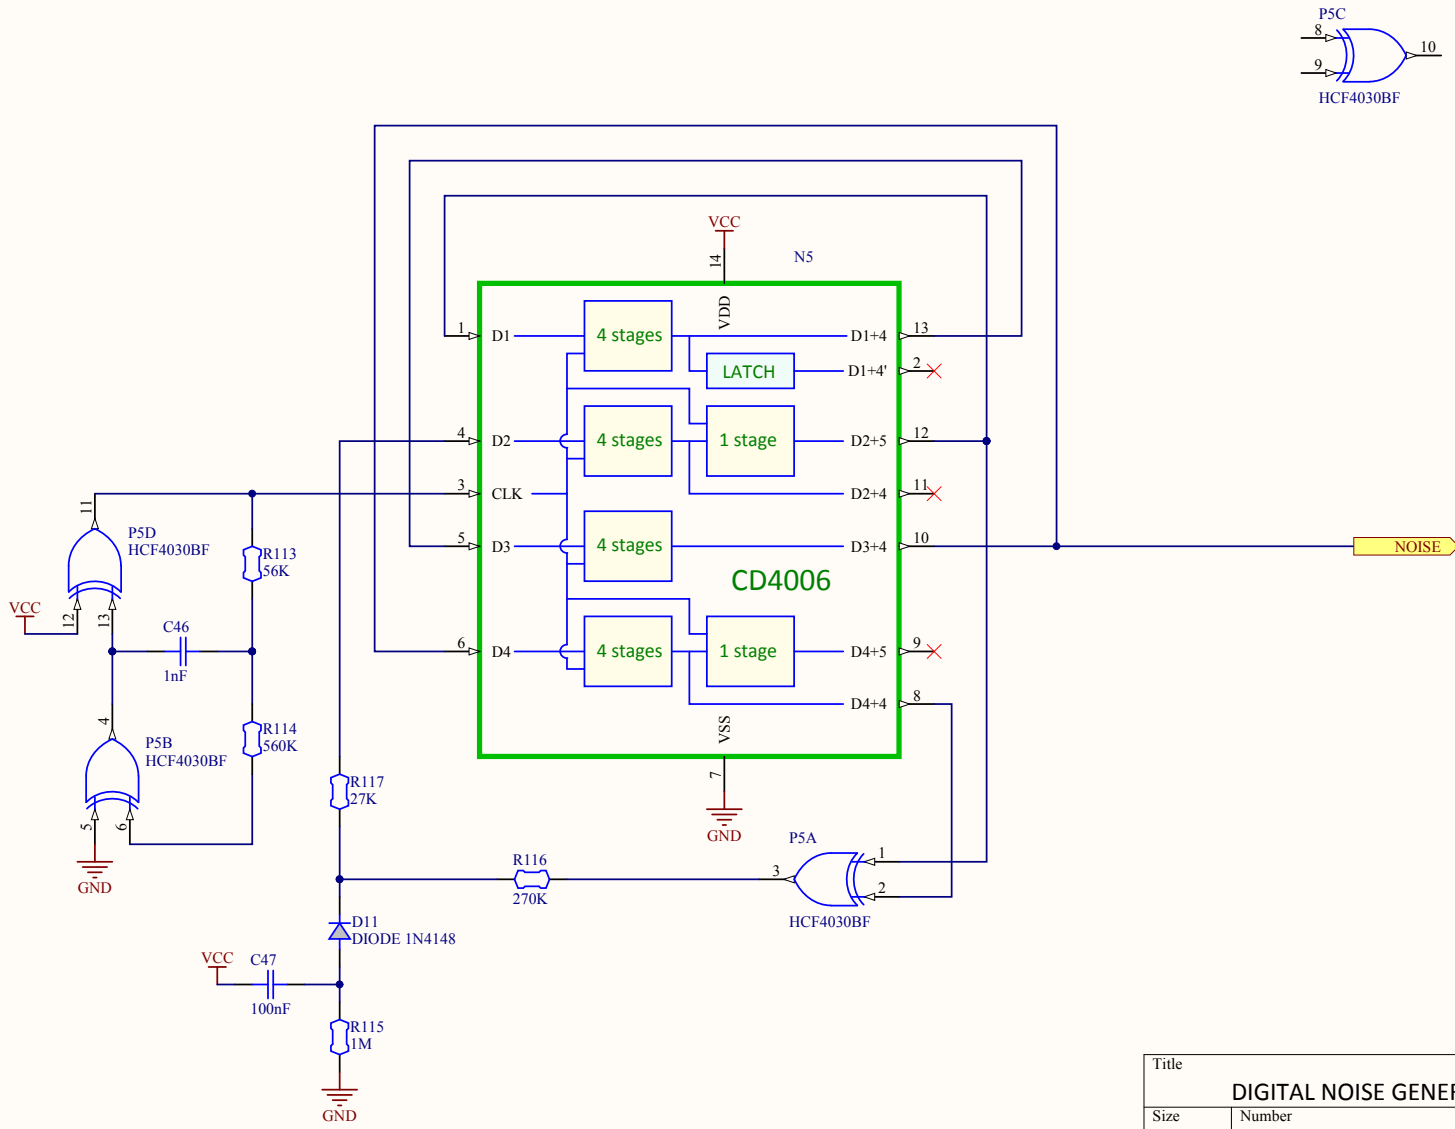 P5C
8
10
9
HCF4030BF
VCC
14
N5
VDD
1
D1
4 stages
D1+4
13
LATCH
D1+4'
2
4
D2
4 stages
1 stage
D2+5
12
3
CLK
D2+4
11
11
P5D
HCF4030BF
R113
56K
5
D3
4 stages
D3+4
10
NOISE
CD4006
VCC
12
13
C46
1nF
6
D4
4 stages
1 stage
D4+5
9
D4+4
8
VSS
4
R114
560K
P5B
HCF4030BF
7
R117
27K
GND
5
6
GND
P5A
1
R116
270K
3
2
HCF4030BF
D11
DIODE 1N4148
VCC
C47
100nF
R115
1M
GND
Title
DIGITAL NOISE GENE
Size
Number